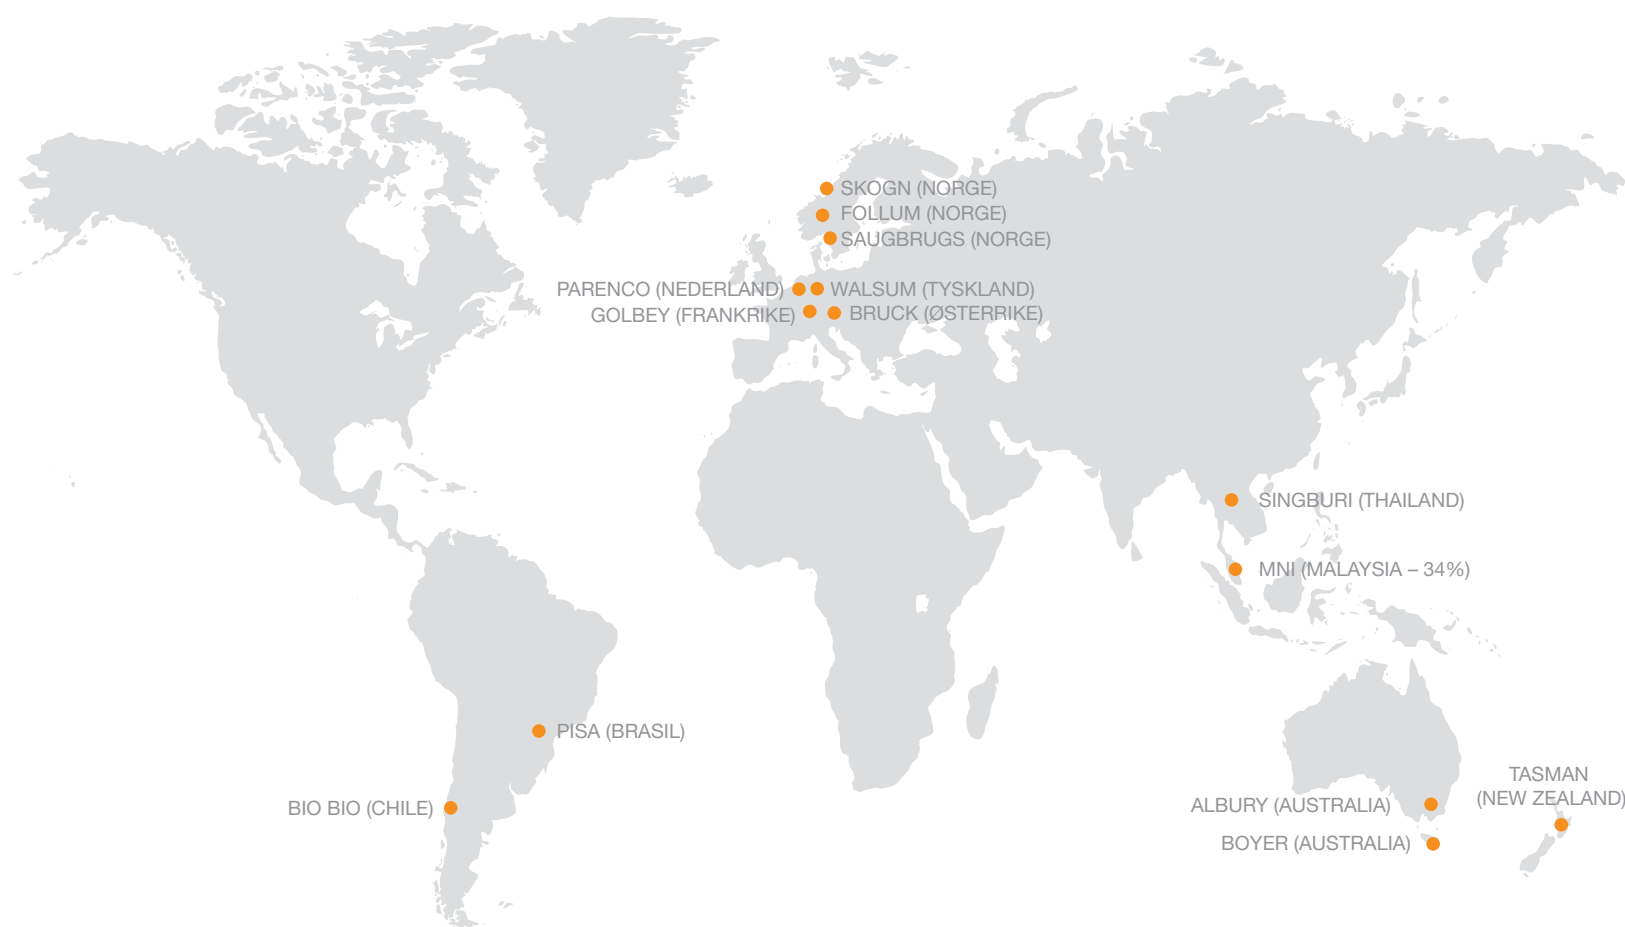 SKOGN (NORGE)
FOLLUM (NORGE)
SAUGBRUGS (NORGE)
PARENCO (NEDERLAND)
WALSUM (TYSKLAND)
GOLBEY (FRANKRIKE)
BRUCK (ØSTERRIKE)
SINGBURI (THAILAND)
MNI (MALAYSIA – 34%)
PISA (BRASIL)
BIO BIO (CHILE)
ALBURY (AUSTRALIA)
BOYER (AUSTRALIA)
TASMAN
(NEW ZEALAND)